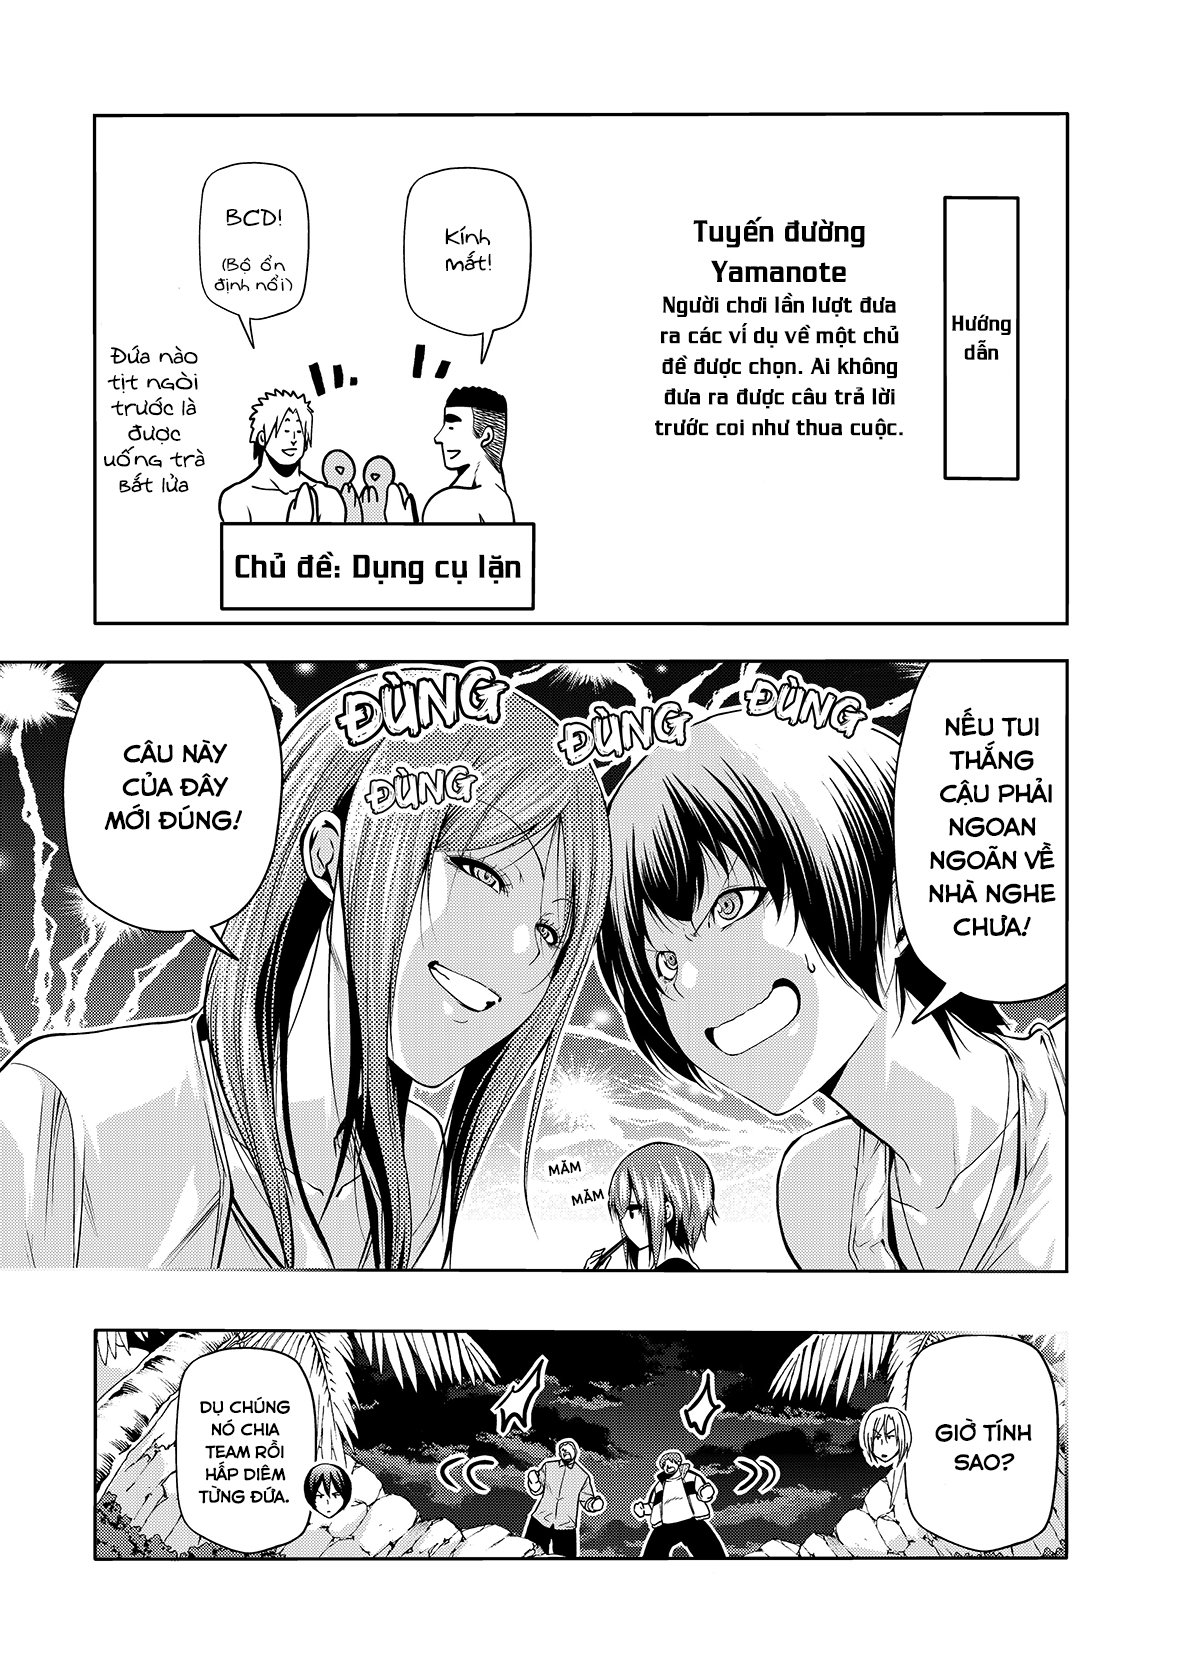 Hướng
dẫn
Tuyến đường
Yamanote
Người chơi lần lượt đưa
ra các ví dụ về một chủ
đề được chọn. Ai không
đưa ra được câu trả lời
trước coi như thua cuộc.
Kính
mắt!
BCD!
(Bộ ổn
định nổi)
Đứa nào
tịt ngòi
trước là
được
uống trà
Bắt lửa
Chủ đề: Dụng cụ lặn
NẾU TUI
THẮNG
CẬU PHẢI
NGOAN
NGOÃN VỀ
NHÀ NGHE
CHƯA!
ĐÙNG
ĐÙNG
ĐÙNG
ĐÙNG
CÂU NÀY
CỦA ĐÂY
MỚI ĐÚNG!
MĂM
MĂM
GIỜ TÍNH
SAO?
DỤ CHÚNG
NÓ CHIA
TEAM RỒI
HẤP DIÊM
TỪNG ĐỨA.